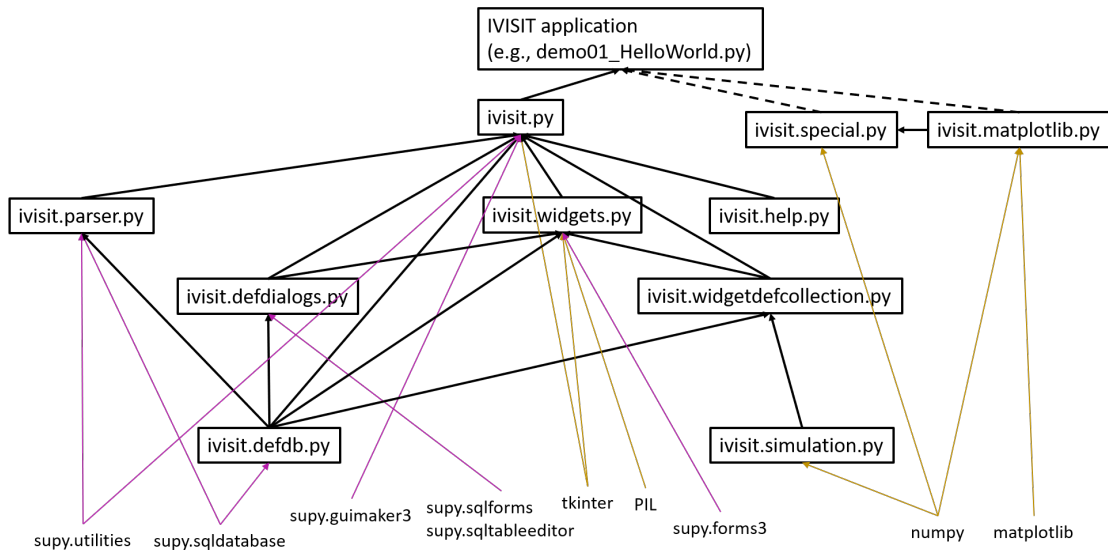 IVISIT application
(e.g., demo01_HelloWorld.py)
ivisit.py
ivisit.special.py
ivisit.matplotlib.py
ivisit.parser.py
ivisit.widgets.py
ivisit.help.py
ivisit.defdialogs.py
ivisit.widgetdefcollection.py
ivisit.defdb.py
ivisit.simulation.py
supy.utilities
supy.sqldatabase
supy.guimaker3
supy.sqlforms
supy.sqltableeditor
tkinter
PIL
supy.forms3
numpy
matplotlib